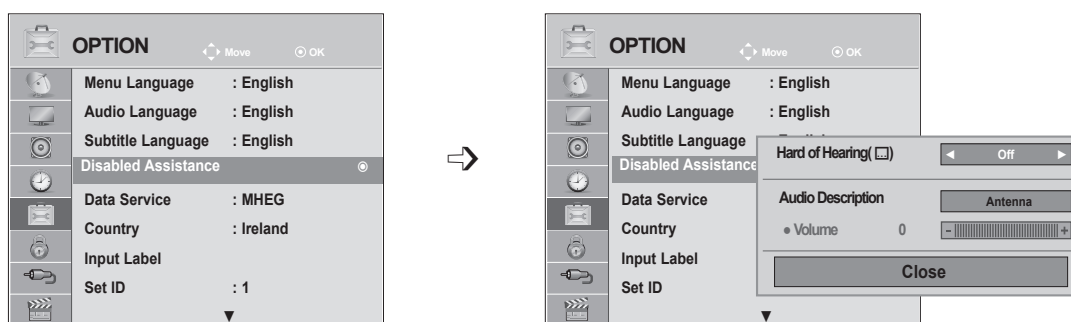 OPTION Move OK
Menu Language : English
Audio Language : English
Subtitle Language : English
Disabled Assistance
Data Service : MHEG
Country : Ireland
Input Label
Set ID : 1
OPTION Move OK
Menu Language : English
Audio Language : English
Subtitle Language
Disabled Assistance
Data Service
Country
Input Label
Set ID
Hard of Hearing( ) ◄ Off ►
Audio Description Antenna
● Volume 0 - +
Close